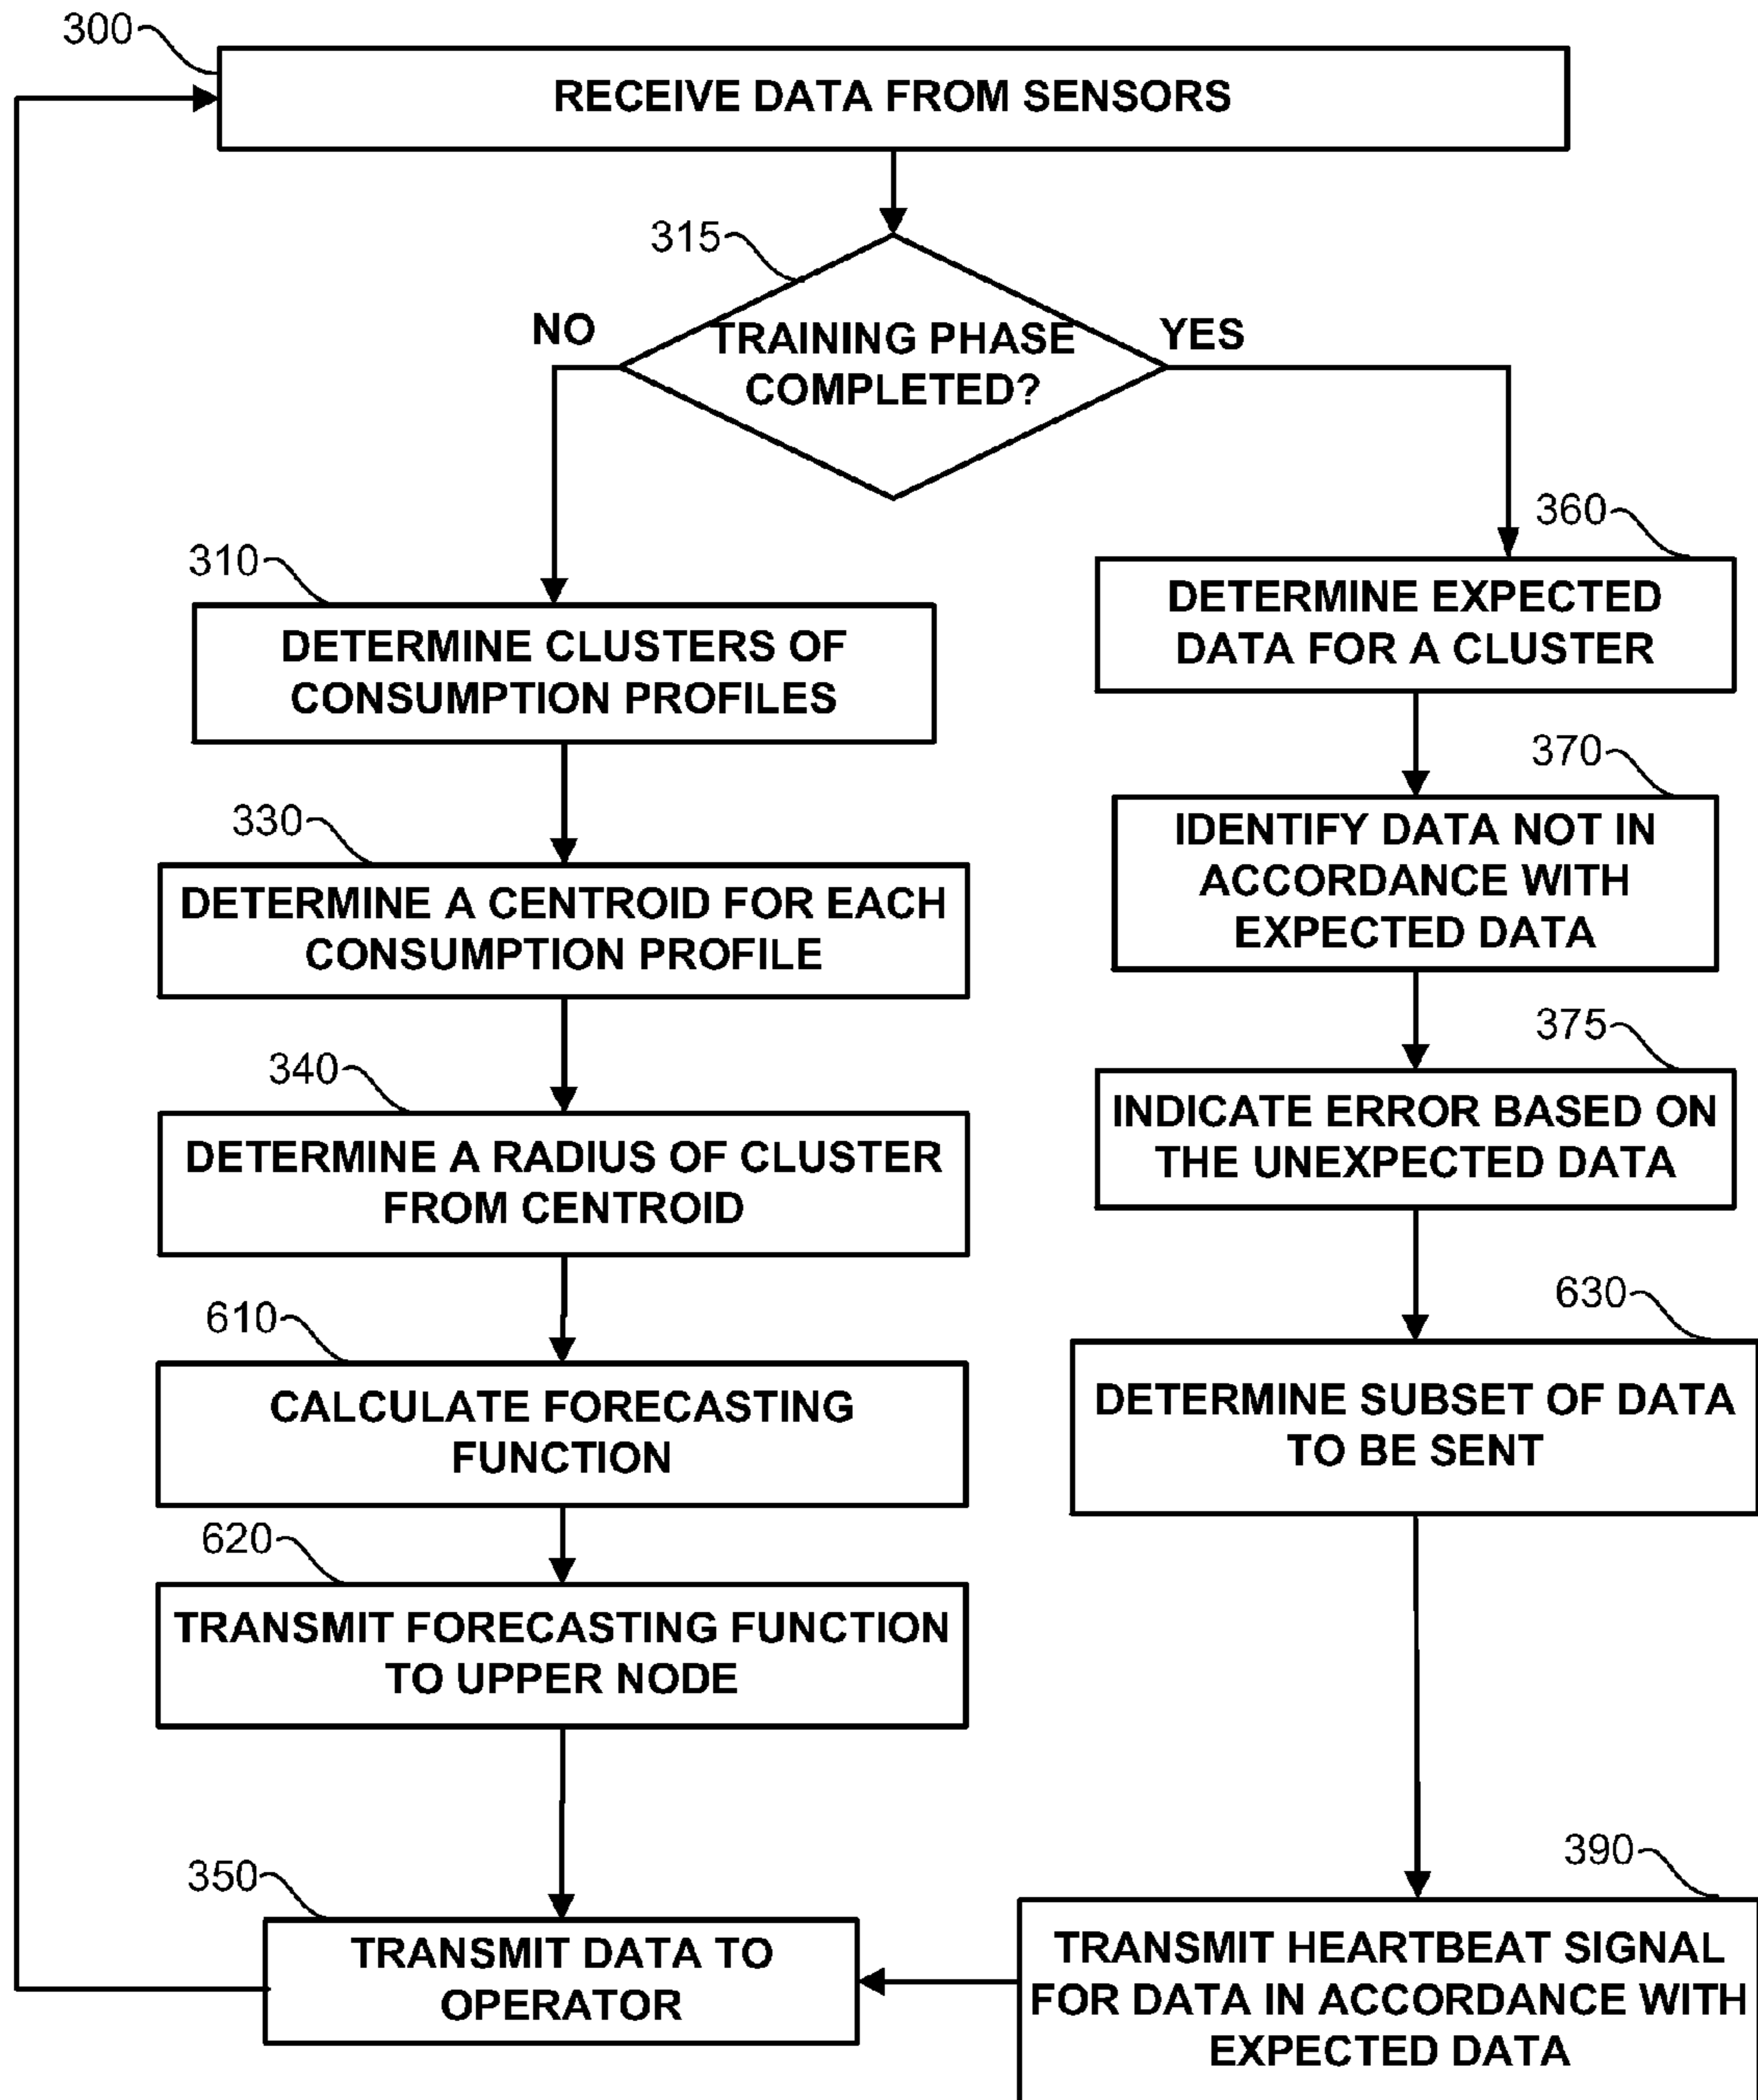 300
RECEIVE DATA FROM SENSORS
315
NO
TRAINING PHASE
COMPLETED?
YES
310
DETERMINE CLUSTERS OF
CONSUMPTION PROFILES
330
DETERMINE A CENTROID FOR EACH
CONSUMPTION PROFILE
340
DETERMINE A RADIUS OF CLUSTER
FROM CENTROID
610
CALCULATE FORECASTING
FUNCTION
620
TRANSMIT FORECASTING FUNCTION
TO UPPER NODE
350
TRANSMIT DATA TO
OPERATOR
360
DETERMINE EXPECTED
DATA FOR A CLUSTER
370
IDENTIFY DATA NOT IN
ACCORDANCE WITH
EXPECTED DATA
375
INDICATE ERROR BASED ON
THE UNEXPECTED DATA
630
DETERMINE SUBSET OF DATA
TO BE SENT
390
TRANSMIT HEARTBEAT SIGNAL
FOR DATA IN ACCORDANCE WITH
EXPECTED DATA